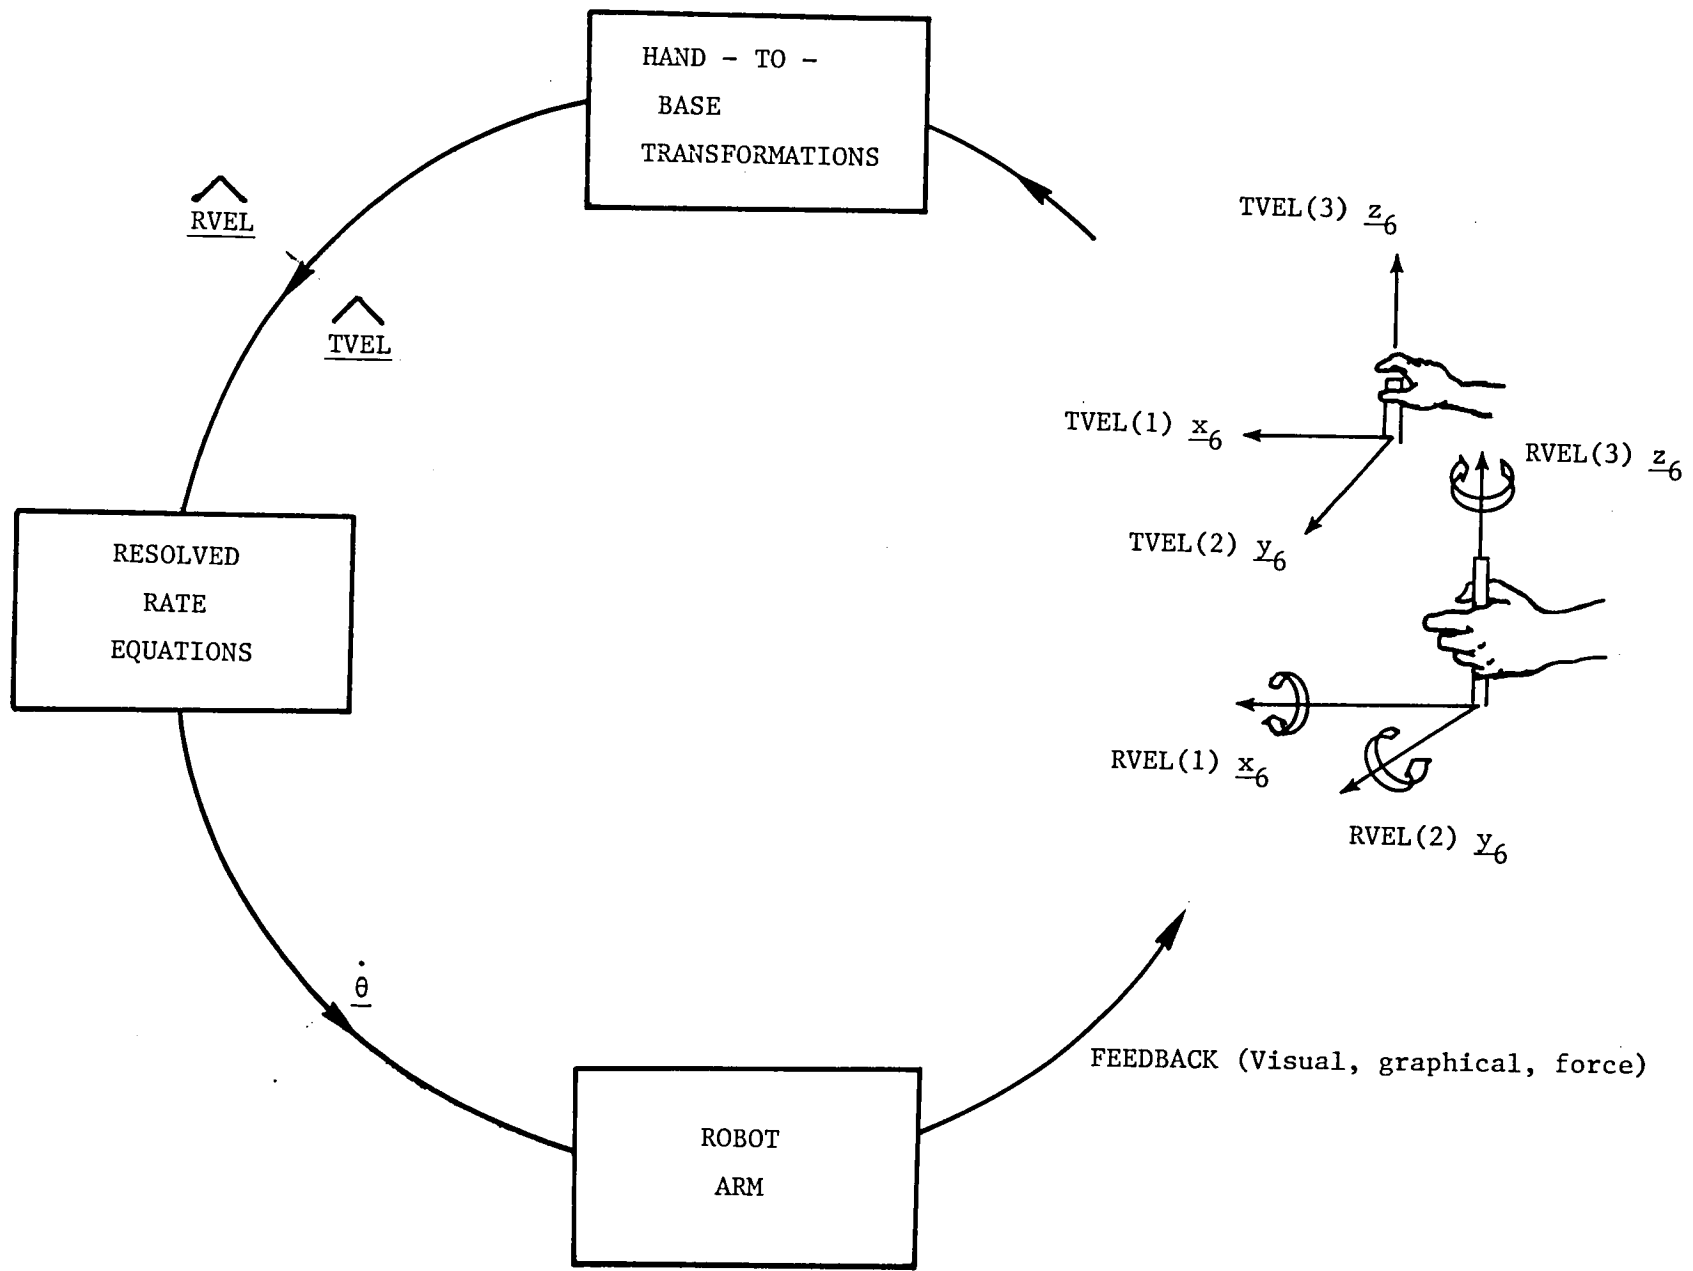 HAND - TO -
BASE
TRANSFORMATIONS
RVEL
TVEL
TVEL(3) z6
TVEL(1) x6
TVEL(2) y6
RVEL(3) z6
RVEL(1) x6
RVEL(2) y6
RESOLVED
RATE
EQUATIONS
θ̇
FEEDBACK (Visual, graphical, force)
ROBOT
ARM